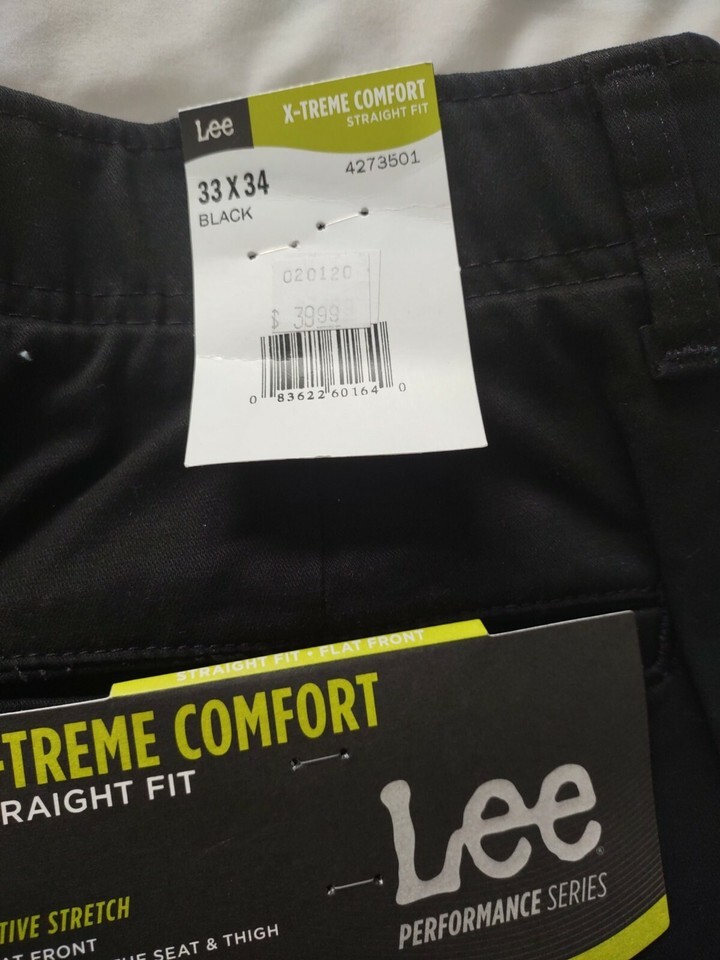 Lee
X-TREME COMFORT
STRAIGHT FIT
4273501
33 X 34
BLACK
020120
$ 3999
0 83622 60164 0
STRAIGHT FIT • FLAT FRONT
-TREME COMFORT
RAIGHT FIT
Lee®
PERFORMANCE SERIES
TIVE STRETCH
AT FRONT
THE SEAT & THIGH